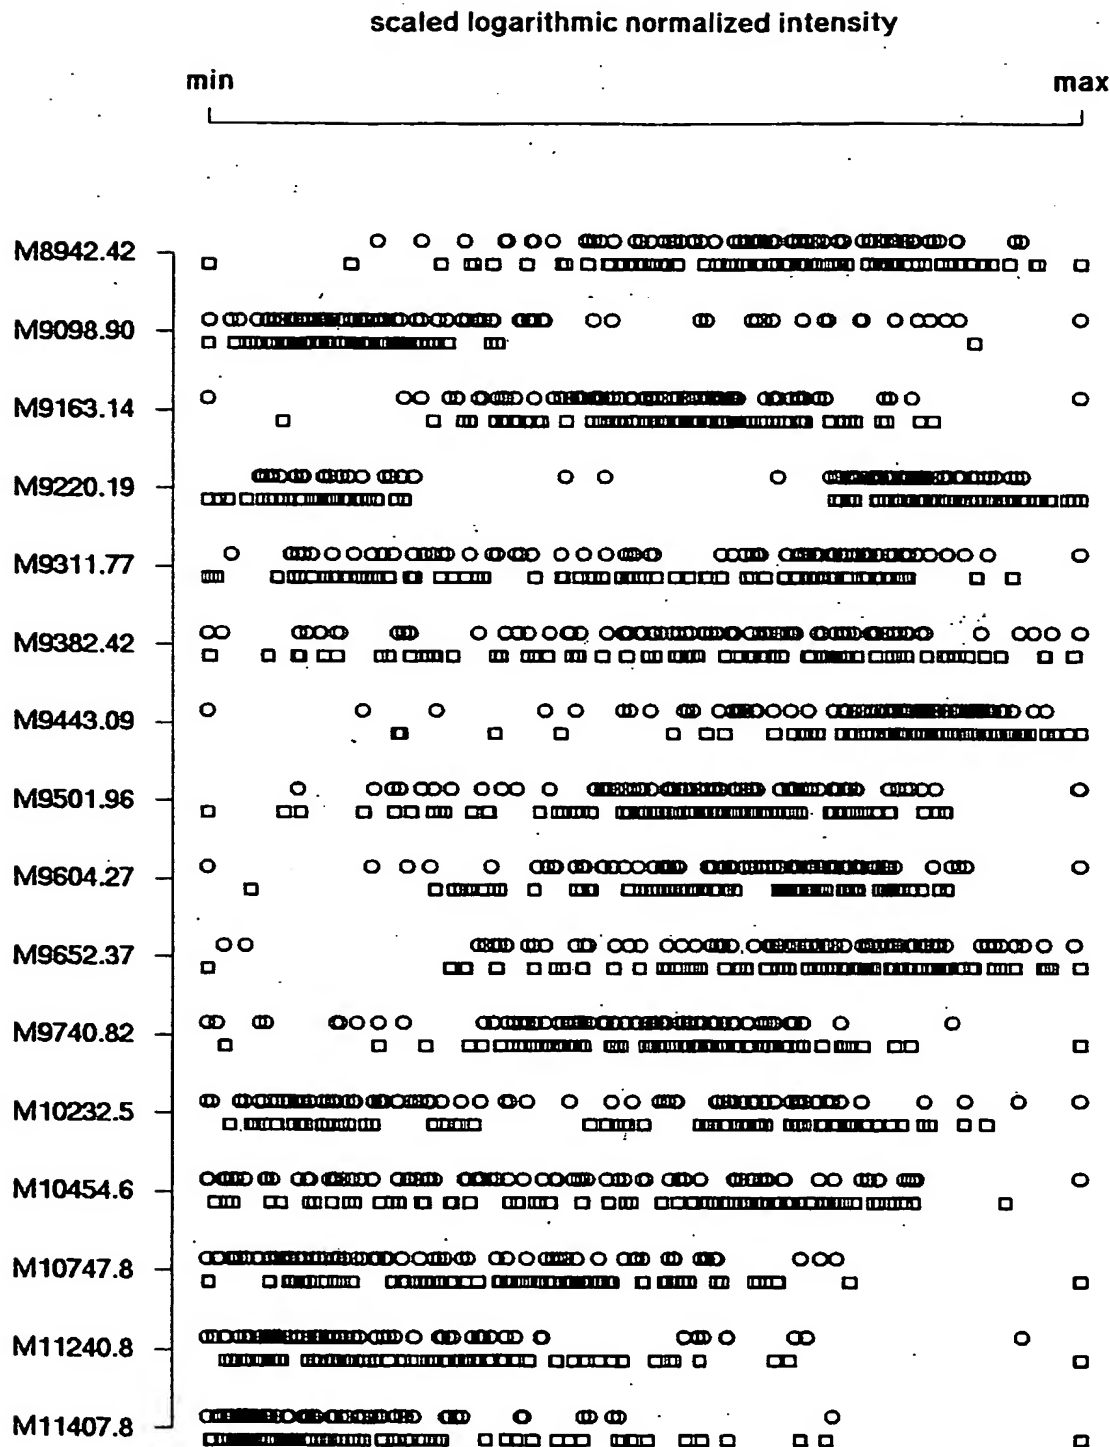 scaled logarithmic normalized intensity
min
max
M8942.42
M9098.90
M9163.14
M9220.19
M9311.77
M9382.42
M9443.09
M9501.96
M9604.27
M9652.37
M9740.82
M10232.5
M10454.6
M10747.8
M11240.8
M11407.8